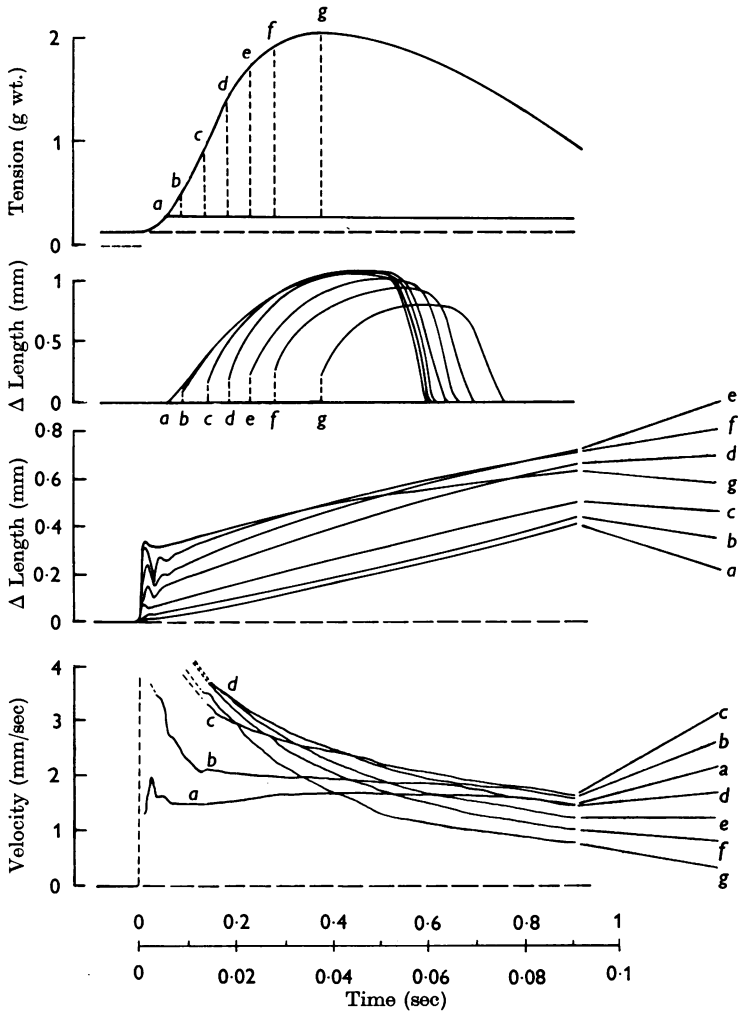 Tension (g wt.)
2
1
0
a
b
c
d
e
f
g
Δ Length (mm)
1
0·5
0
a b c d e f g
Δ Length (mm)
0·8
0·6
0·4
0·2
0
e
f
d
g
c
b
a
Velocity (mm/sec)
4
3
2
1
0
a
b
c
d
c
b
a
d
e
f
g
0 0·2 0·4 0·6 0·8 1
0 0·02 0·04 0·06 0·08 0·1
Time (sec)